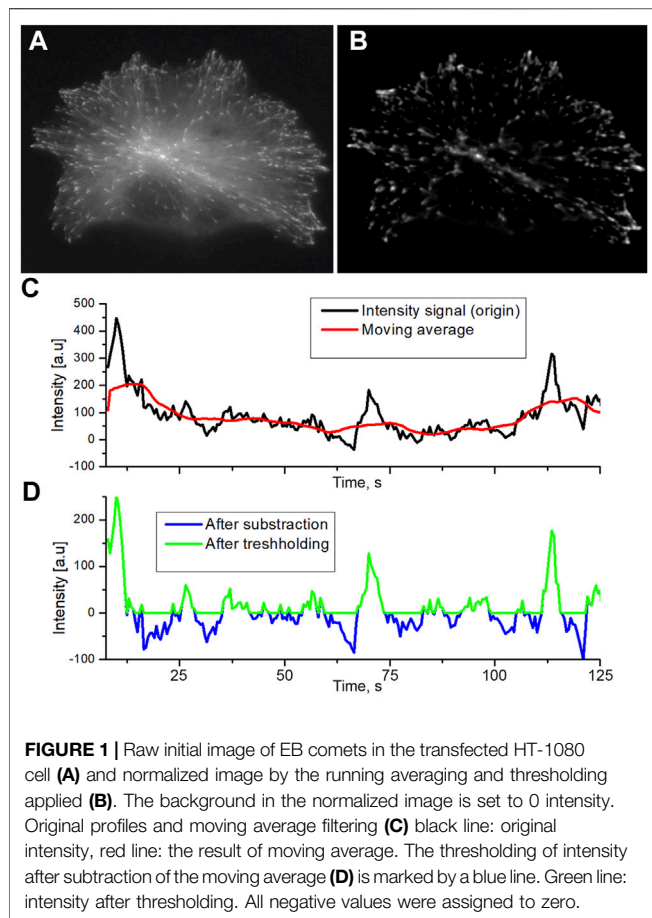 A
B
C
500
400
300
200
100
0
-100
Intensity [a.u]
Intensity signal (origin)
Moving average
Time, s
D
200
100
0
-100
Intensity [a.u]
After substraction
After treshholding
25
50
75
100
125
Time, s
FIGURE 1 | Raw initial image of EB comets in the transfected HT-1080
cell (A) and normalized image by the running averaging and thresholding
applied (B). The background in the normalized image is set to 0 intensity.
Original profiles and moving average filtering (C) black line: original
intensity, red line: the result of moving average. The thresholding of intensity
after subtraction of the moving average (D) is marked by a blue line. Green line:
intensity after thresholding. All negative values were assigned to zero.